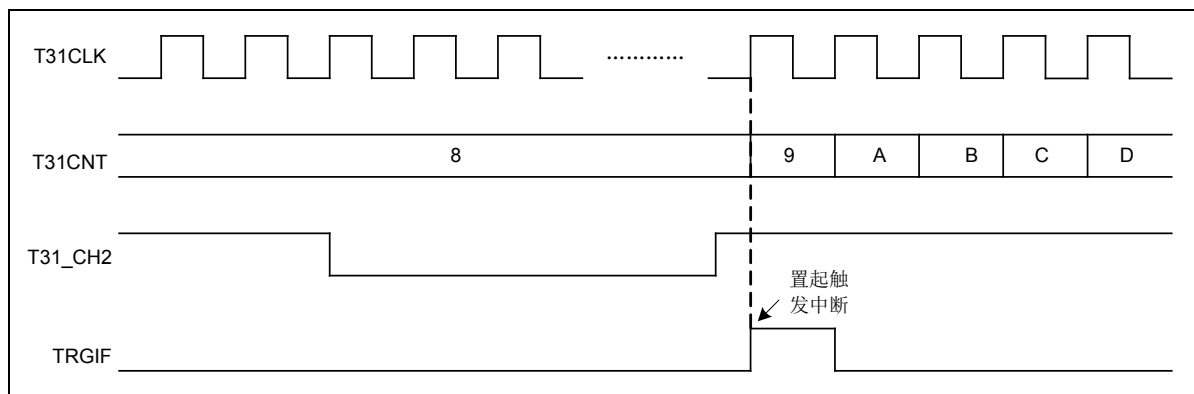 T31CLK
…………
T31CNT
8
9
A
B
C
D
T31_CH2
置起触
发中断
TRGIF